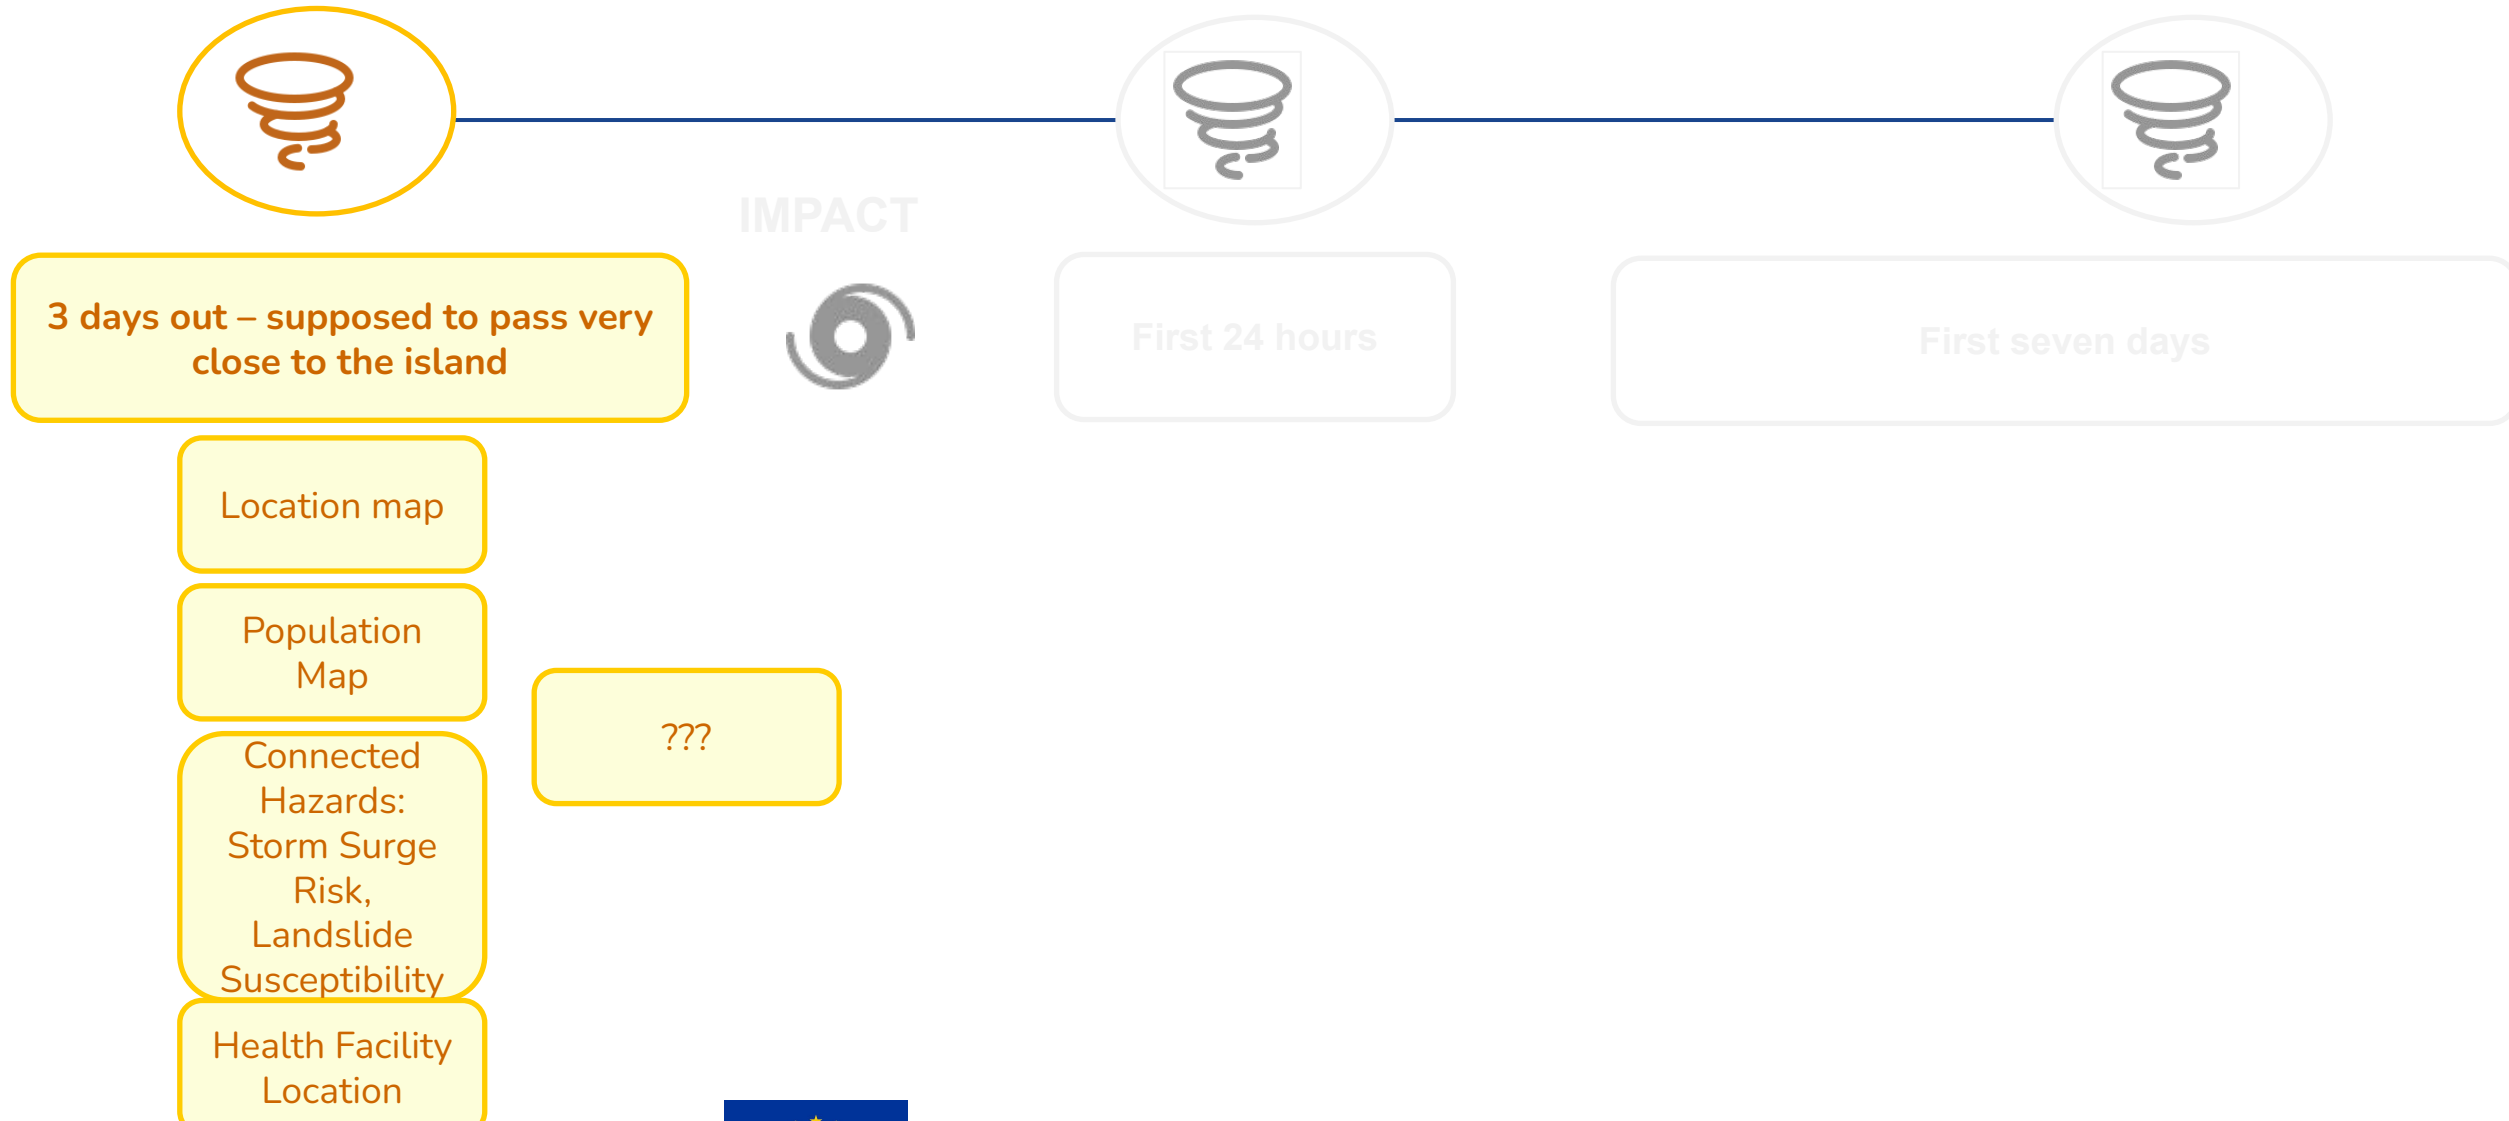 IMPACT
3 days out – supposed to pass very
close to the island
First 24 hours
First seven days
Location map
Population
Map
???
Connected
Hazards:
Storm Surge
Risk,
Landslide
Susceptibility
Health Facility
Location